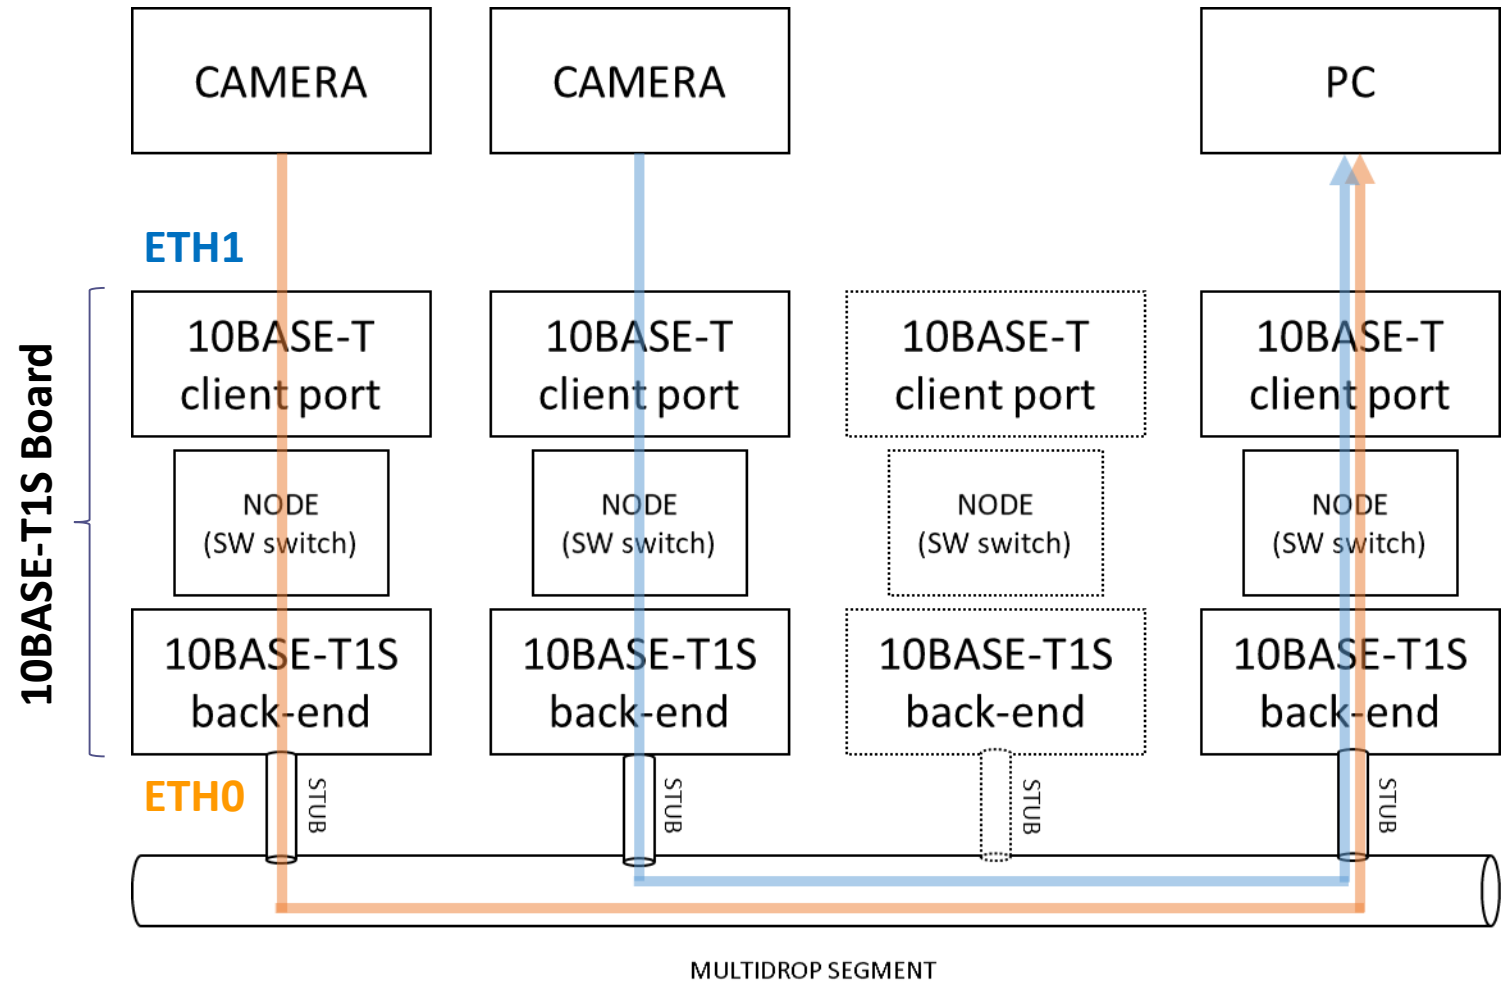 CAMERA
CAMERA
PC
ETH1
10BASE-T1S Board
10BASE-T
client port
10BASE-T
client port
10BASE-T
client port
10BASE-T
client port
NODE
(SW switch)
NODE
(SW switch)
NODE
(SW switch)
NODE
(SW switch)
10BASE-T1S
back-end
10BASE-T1S
back-end
10BASE-T1S
back-end
10BASE-T1S
back-end
ETH0
STUB
STUB
STUB
STUB
MULTIDROP SEGMENT